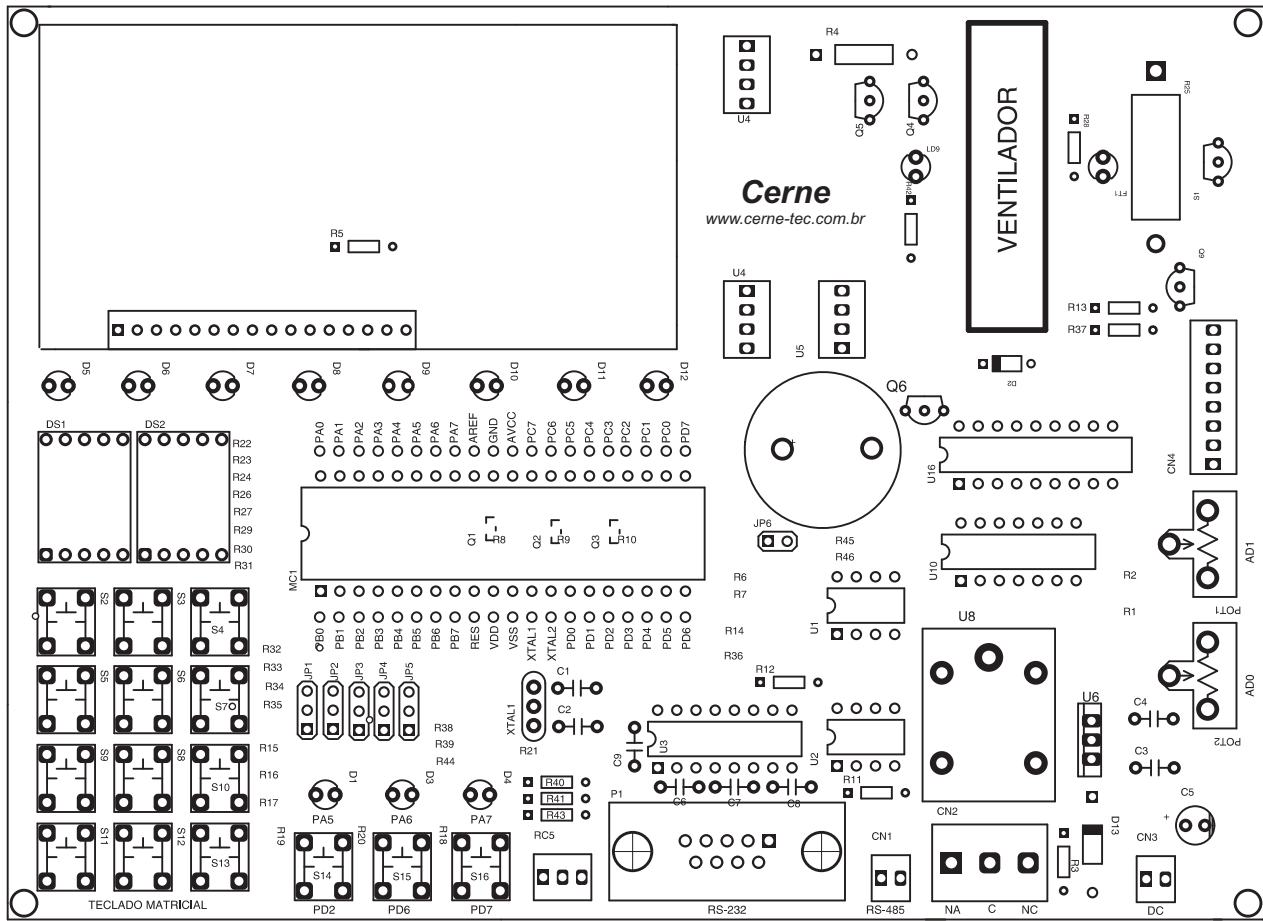 R4
R25
U4
Q5
Q4
R28
LD9
VENTILADOR
Cerne
www.cerne-tec.com.br
R42
FT1
S1
R5
Q9
U4
U5
R13
R37
D5
D6
D7
D8
D9
D10
D11
D12
D2
Q6
DS1
DS2
R22
R23
R24
R26
R27
R29
R30
R31
PA0
PA1
PA2
PA3
PA4
PA5
PA6
PA7
AREF
GND
AVCC
PC7
PC6
PC5
PC4
PC3
PC2
PC1
PC0
PD7
+
U16
CN4
Q1
R8
Q2
R9
Q3
R10
MC1
JP6
R45
R46
U10
R6
R7
U1
R14
R36
R12
R2
R1
AD1
POT1
PB0
PB1
PB2
PB3
PB4
PB5
PB6
PB7
RES
VDD
VSS
XTAL1
XTAL2
PD0
PD1
PD2
PD3
PD4
PD5
PD6
S2
S3
S4
R32
R33
R34
R35
S5
S6
S7
JP1
JP2
JP3
JP4
JP5
XTAL1
C1
C2
R21
R38
R39
R44
U8
AD0
POT2
U6
C4
C3
C9
U3
U2
C6
C7
C8
R11
S9
S8
S10
R15
R16
R17
D1
D3
D4
PA5
PA6
PA7
R40
R41
R43
P1
CN2
C5
+
S11
S12
S13
R19
S14
R20
S15
R18
S16
RC5
CN1
R3
D13
CN3
TECLADO MATRICIAL
PD2
PD6
PD7
RS-232
RS-485
NA
C
NC
DC